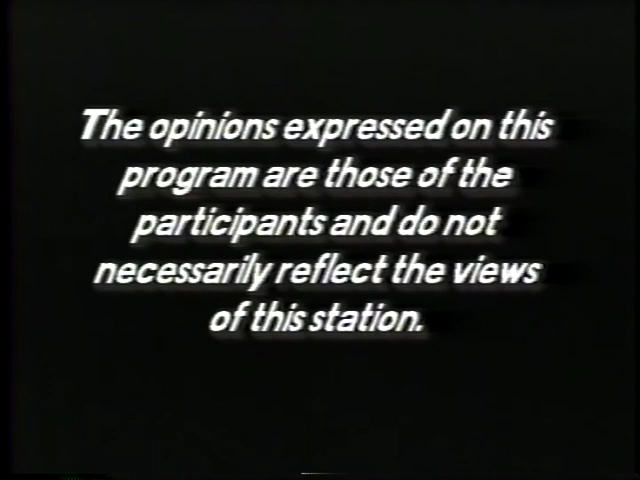 The opinions expressed on this
program are those of the
participants and do not
necessarily reflect the views
of this station.